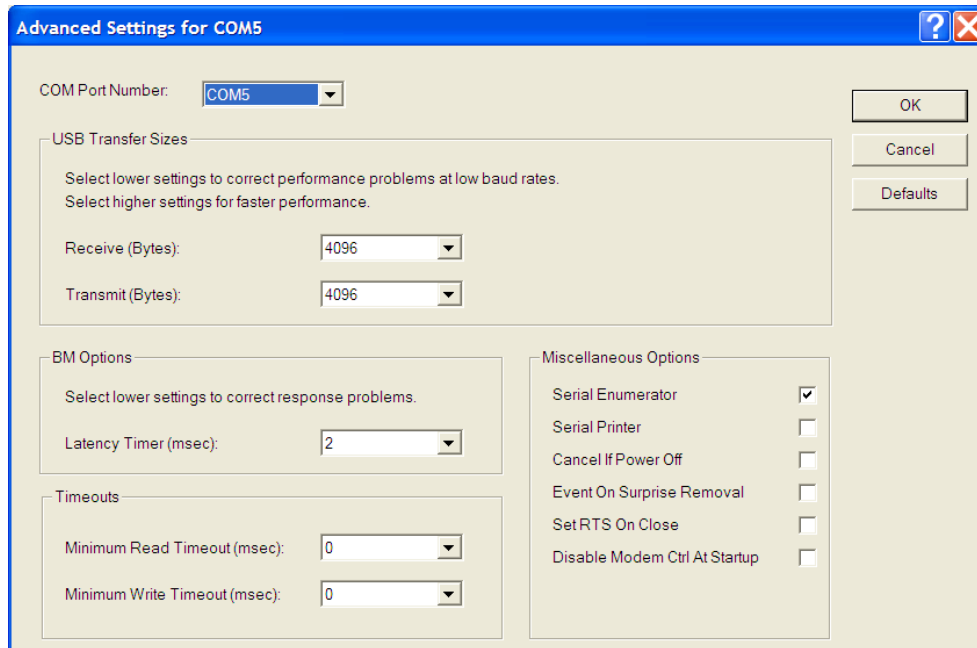 Advanced Settings for COM5
COM Port Number: COM5
OK
Cancel
Defaults
USB Transfer Sizes
Select lower settings to correct performance problems at low baud rates.
Select higher settings for faster performance.
Receive (Bytes): 4096
Transmit (Bytes): 4096
BM Options
Select lower settings to correct response problems.
Latency Timer (msec): 2
Timeouts
Minimum Read Timeout (msec): 0
Minimum Write Timeout (msec): 0
Miscellaneous Options
Serial Enumerator
Serial Printer
Cancel If Power Off
Event On Surprise Removal
Set RTS On Close
Disable Modem Ctrl At Startup